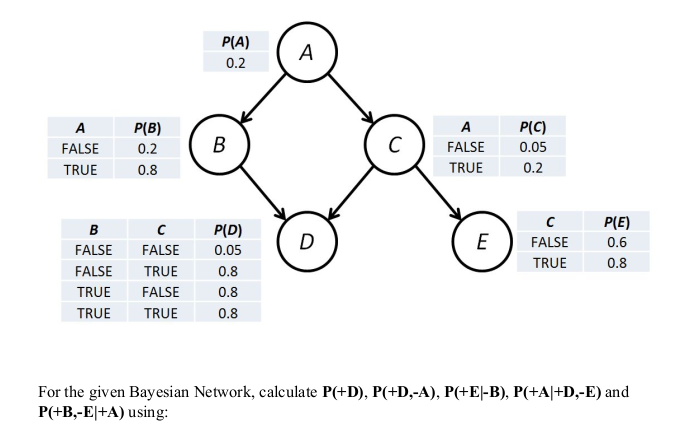 P(A)
0.2
A
A P(B)
FALSE 0.2
TRUE 0.8
B
C
A P(C)
FALSE 0.05
TRUE 0.2
B C P(D)
FALSE FALSE 0.05
FALSE TRUE 0.8
TRUE FALSE 0.8
TRUE TRUE 0.8
D
E
C P(E)
FALSE 0.6
TRUE 0.8
For the given Bayesian Network, calculate P(+D), P(+D,-A), P(+E|-B), P(+A|+D,-E) and
P(+B,-E|+A) using: